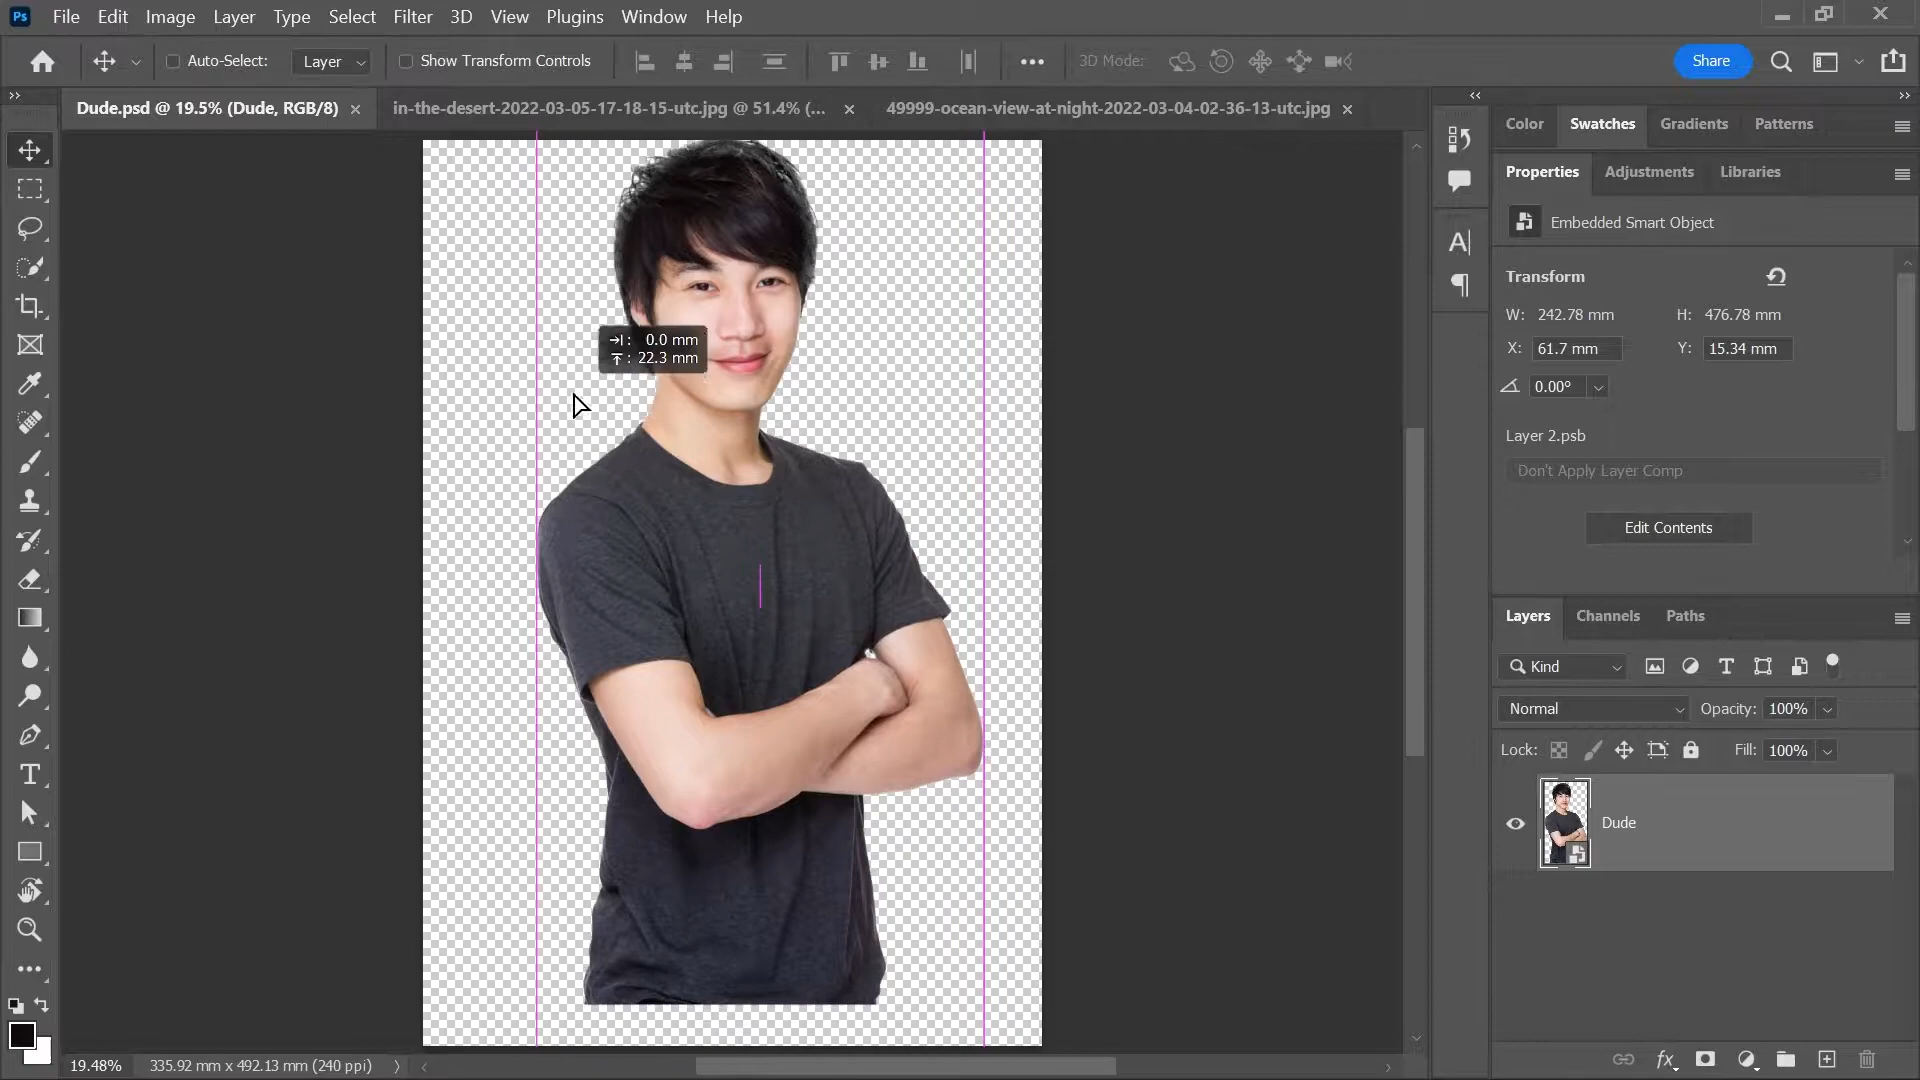 Ps File Edit Image Layer Type Select Filter 3D View Plugins Window Help
Auto-Select: Layer Show Transform Controls 3D Mode: Share
Dude.psd @ 19.5% (Dude, RGB/8) in-the-desert-2022-03-05-17-18-15-utc.jpg @ 51.4% (... 49999-ocean-view-at-night-2022-03-04-02-36-13-utc.jpg
Color Swatches Gradients Patterns
Properties Adjustments Libraries
Embedded Smart Object
Transform
W: 242.78 mm H: 476.78 mm
X: 61.7 mm Y: 15.34 mm
0.00°
Layer 2.psb
Don't Apply Layer Comp
Edit Contents
: 0.0 mm
: 22.3 mm
Layers Channels Paths
Kind
Normal Opacity: 100%
Lock: Fill: 100%
Dude
fx
19.48% 335.92 mm x 492.13 mm (240 ppi)